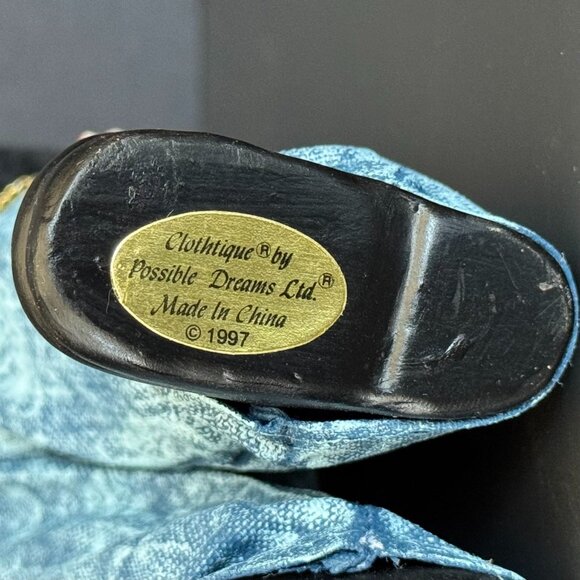 Clothtique® by
Possible Dreams Ltd.®
Made In China
© 1997